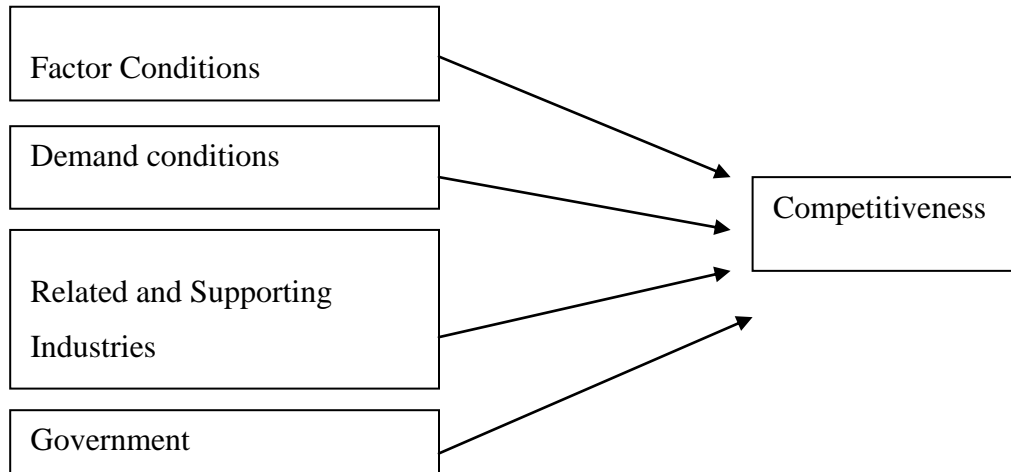 Factor Conditions
Demand conditions
Competitiveness
Related and Supporting
Industries
Government